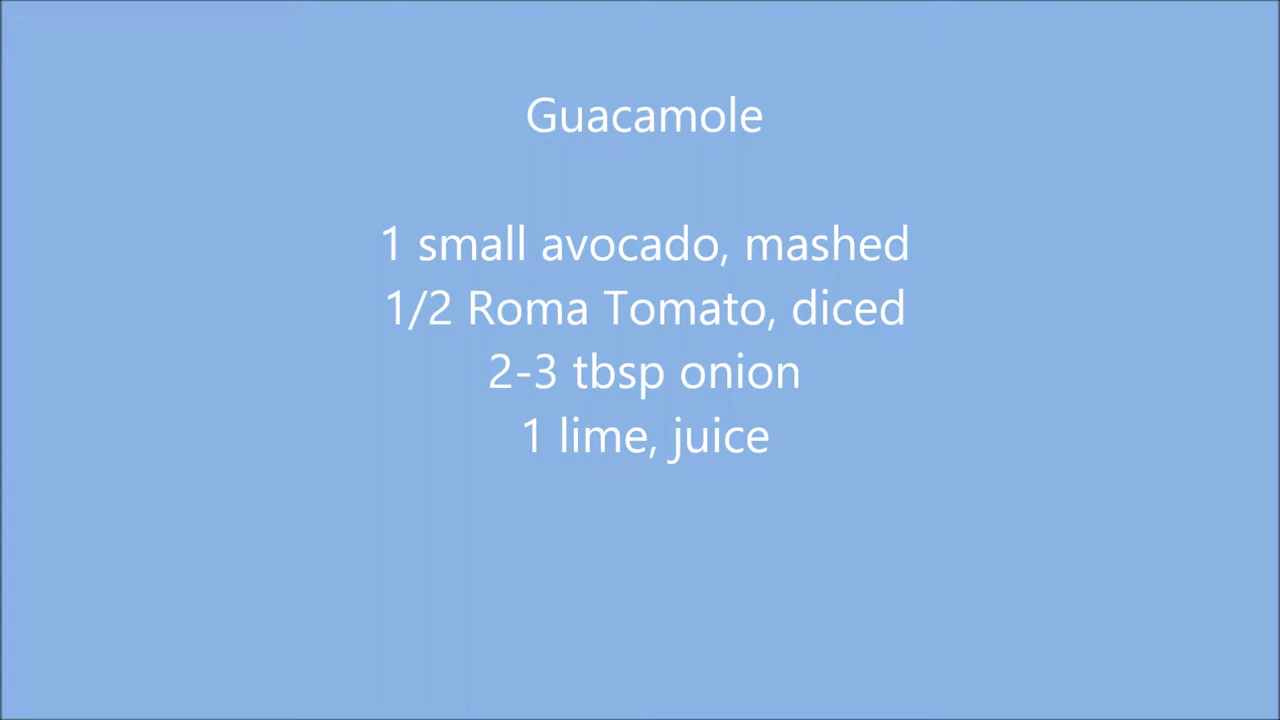 Guacamole
1 small avocado, mashed
1/2 Roma Tomato, diced
2-3 tbsp onion
1 lime, juice